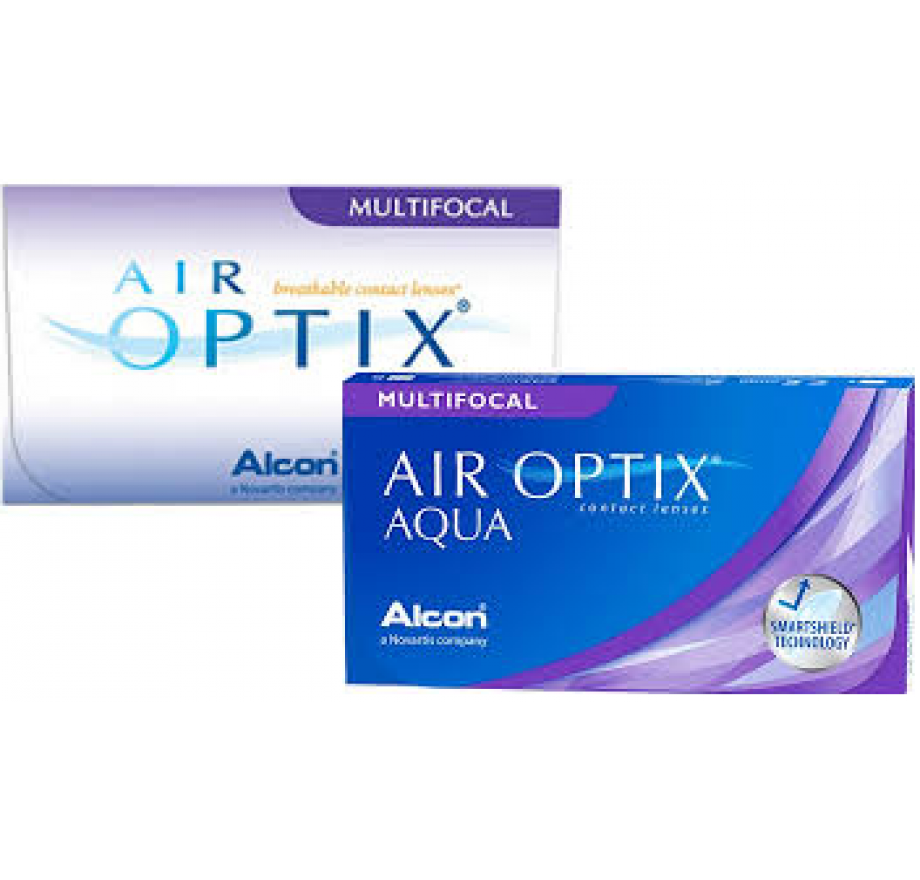 MULTIFOCAL
AIR
breathable contact lenses*
OPTIX®
Alcon®
a Novartis company
MULTIFOCAL
AIR OPTIX®
contact lenses
AQUA
Alcon®
a Novartis company
SMARTSHIELD®
TECHNOLOGY